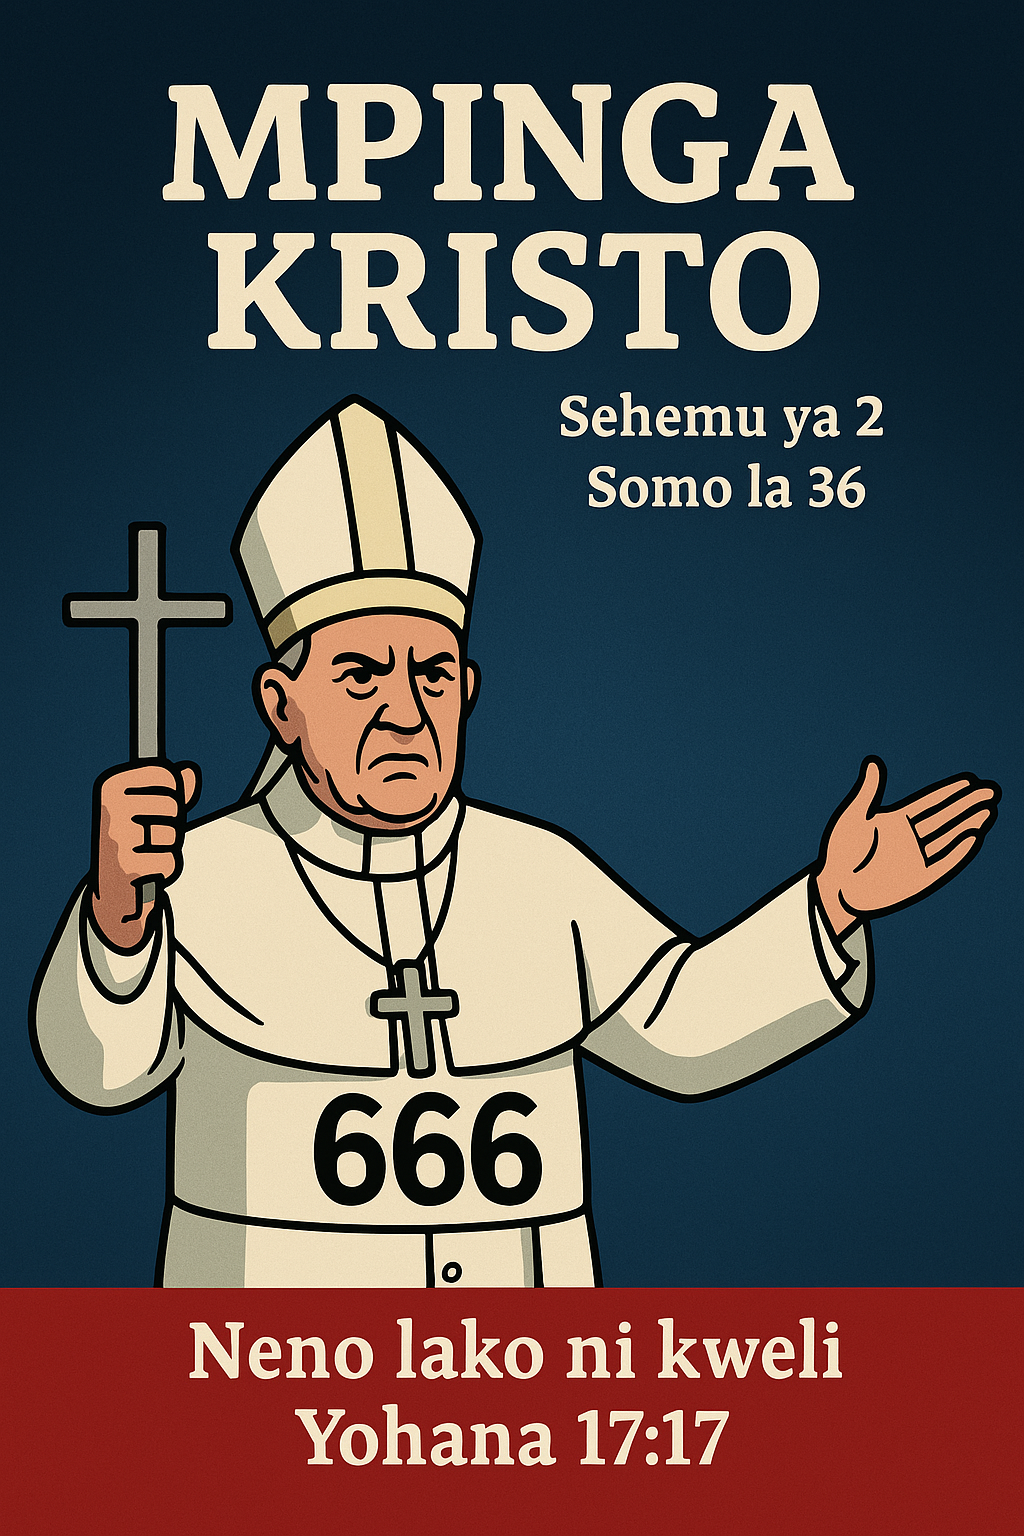 MPINGA
KRISTO
Sehemu ya 2
Somo la 36
666
Neno lako ni kweli
Yohana 17:17